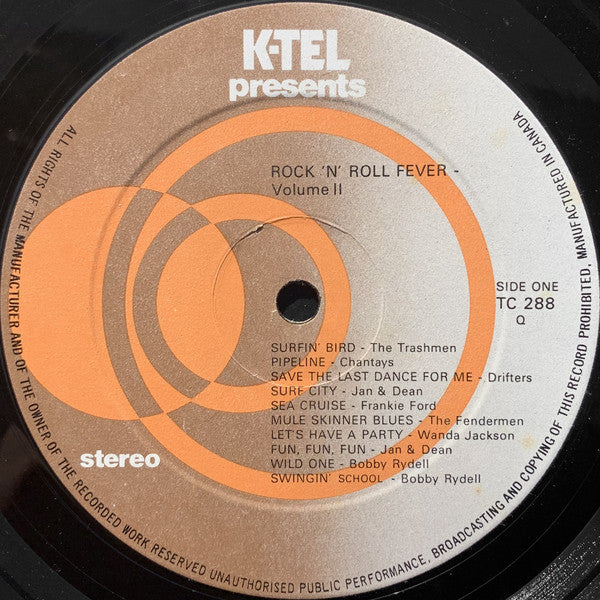 K-TEL
presents
ROCK 'N' ROLL FEVER -
Volume II
SIDE ONE
TC 288
Q
SURFIN' BIRD - The Trashmen
PIPELINE - Chantays
SAVE THE LAST DANCE FOR ME - Drifters
SURF CITY - Jan & Dean
SEA CRUISE - Frankie Ford
MULE SKINNER BLUES - The Fendermen
LET'S HAVE A PARTY - Wanda Jackson
FUN, FUN, FUN - Jan & Dean
WILD ONE - Bobby Rydell
SWINGIN' SCHOOL - Bobby Rydell
stereo
ALL RIGHTS OF THE MANUFACTURER AND OF THE OWNER OF THE RECORDED WORK RESERVED UNAUTHORISED PUBLIC PERFORMANCE, BROADCASTING AND COPYING OF THIS RECORD PROHIBITED, MANUFACTURED IN CANADA